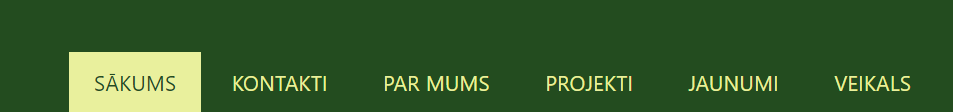 SĀKUMS KONTAKTI PAR MUMS PROJEKTI JAUNUMI VEIKALS